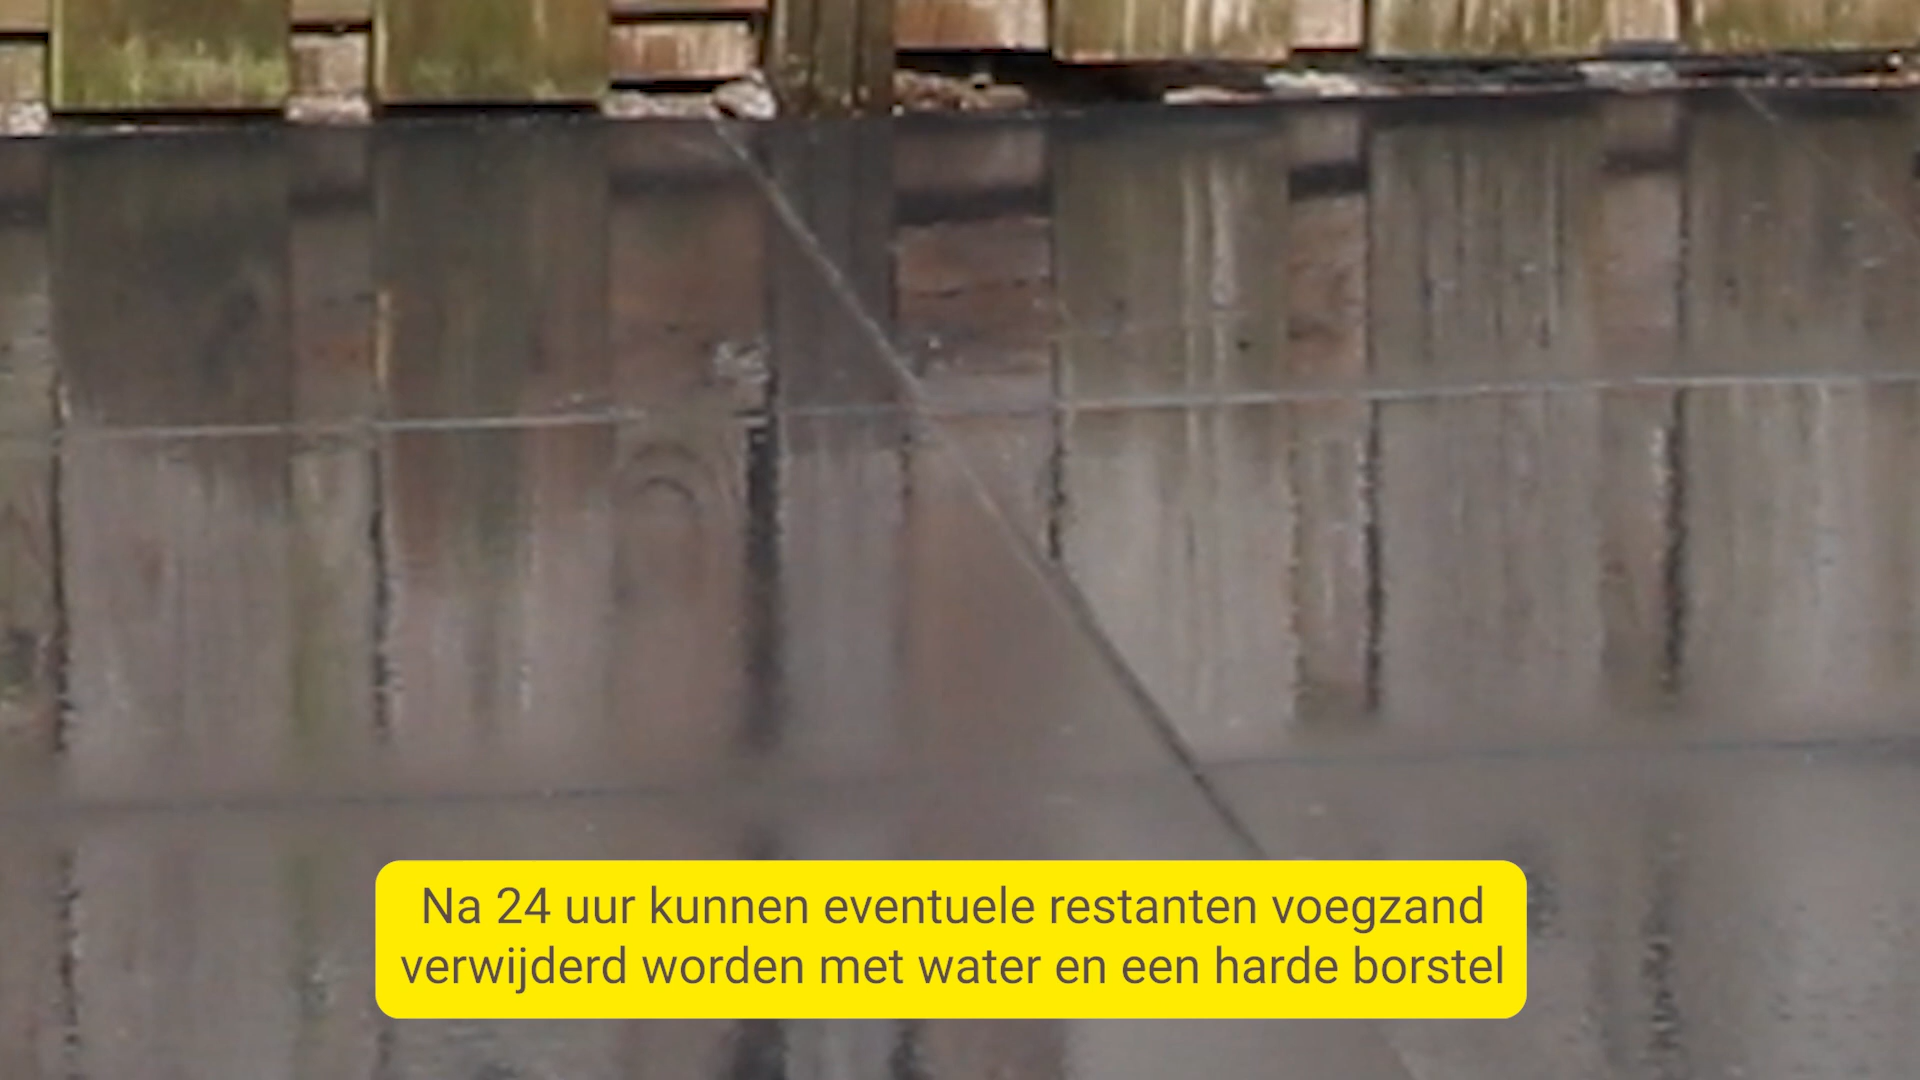 Na 24 uur kunnen eventuele restanten voegzand
verwijderd worden met water en een harde borstel